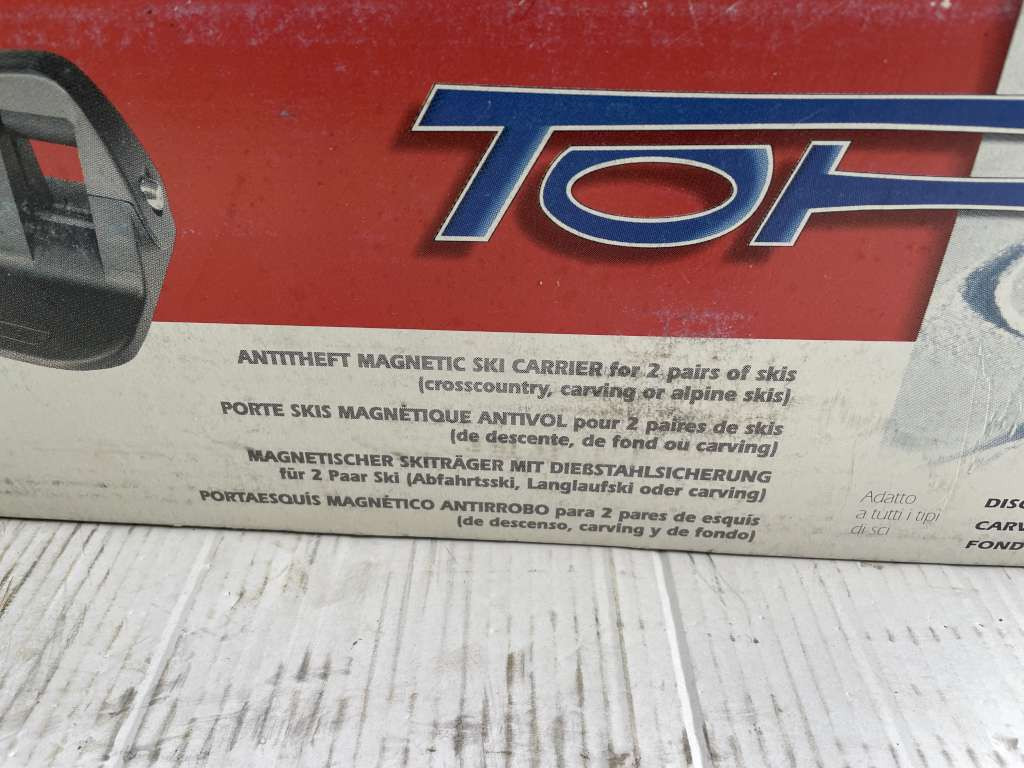 ANTITHEFT MAGNETIC SKI CARRIER for 2 pairs of skis
(crosscountry, carving or alpine skis)
PORTE SKIS MAGNÉTIQUE ANTIVOL pour 2 paires de skis
(de descente, de fond ou carving)
MAGNETISCHER SKITRÄGER MIT DIEBSTAHLSICHERUNG
für 2 Paar Ski (Abfahrtsski, Langlaufski oder carving)
PORTAESQUÍS MAGNÉTICO ANTIRROBO para 2 pares de esquís
(de descenso, carving y de fondo)
Adatto
a tutti i tipi
di sci
FOND